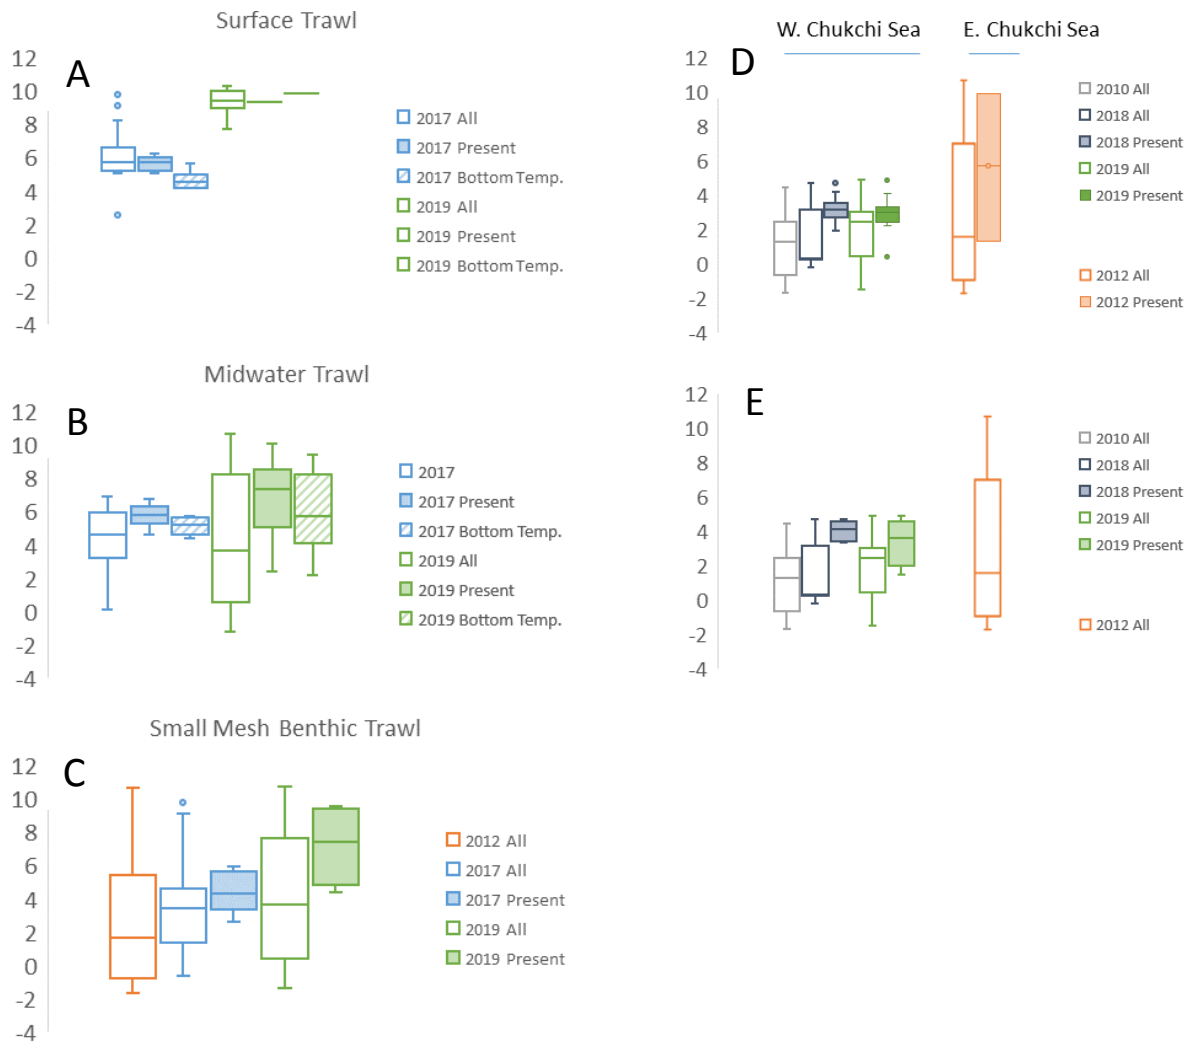 Surface Trawl
A
12
10
8
6
4
2
0
-2
-4
2017 All
2017 Present
2017 Bottom Temp.
2019 All
2019 Present
2019 Bottom Temp.
Midwater Trawl
B
12
10
8
6
4
2
0
-2
-4
2017
2017 Present
2017 Bottom Temp.
2019 All
2019 Present
2019 Bottom Temp.
Small Mesh Benthic Trawl
C
12
10
8
6
4
2
0
-2
-4
2012 All
2017 All
2017 Present
2019 All
2019 Present
W. Chukchi Sea
E. Chukchi Sea
D
12
10
8
6
4
2
0
-2
-4
2010 All
2018 All
2018 Present
2019 All
2019 Present
2012 All
2012 Present
E
12
10
8
6
4
2
0
-2
-4
2010 All
2018 All
2018 Present
2019 All
2019 Present
2012 All